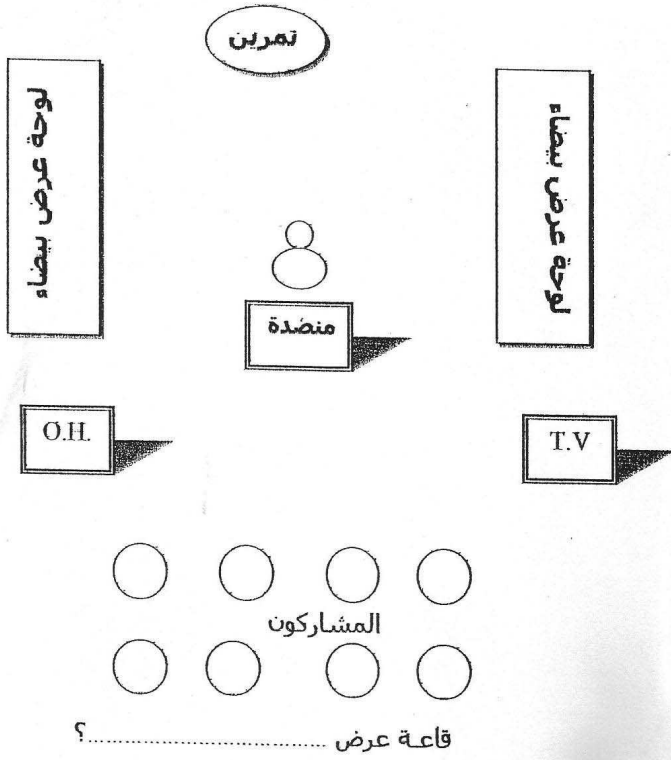 تمرين
لوحة عرض بيضاء
لوحة عرض بيضاء
منضدة
O.H.
T.V
المشاركون
قاعة عرض ..............................؟